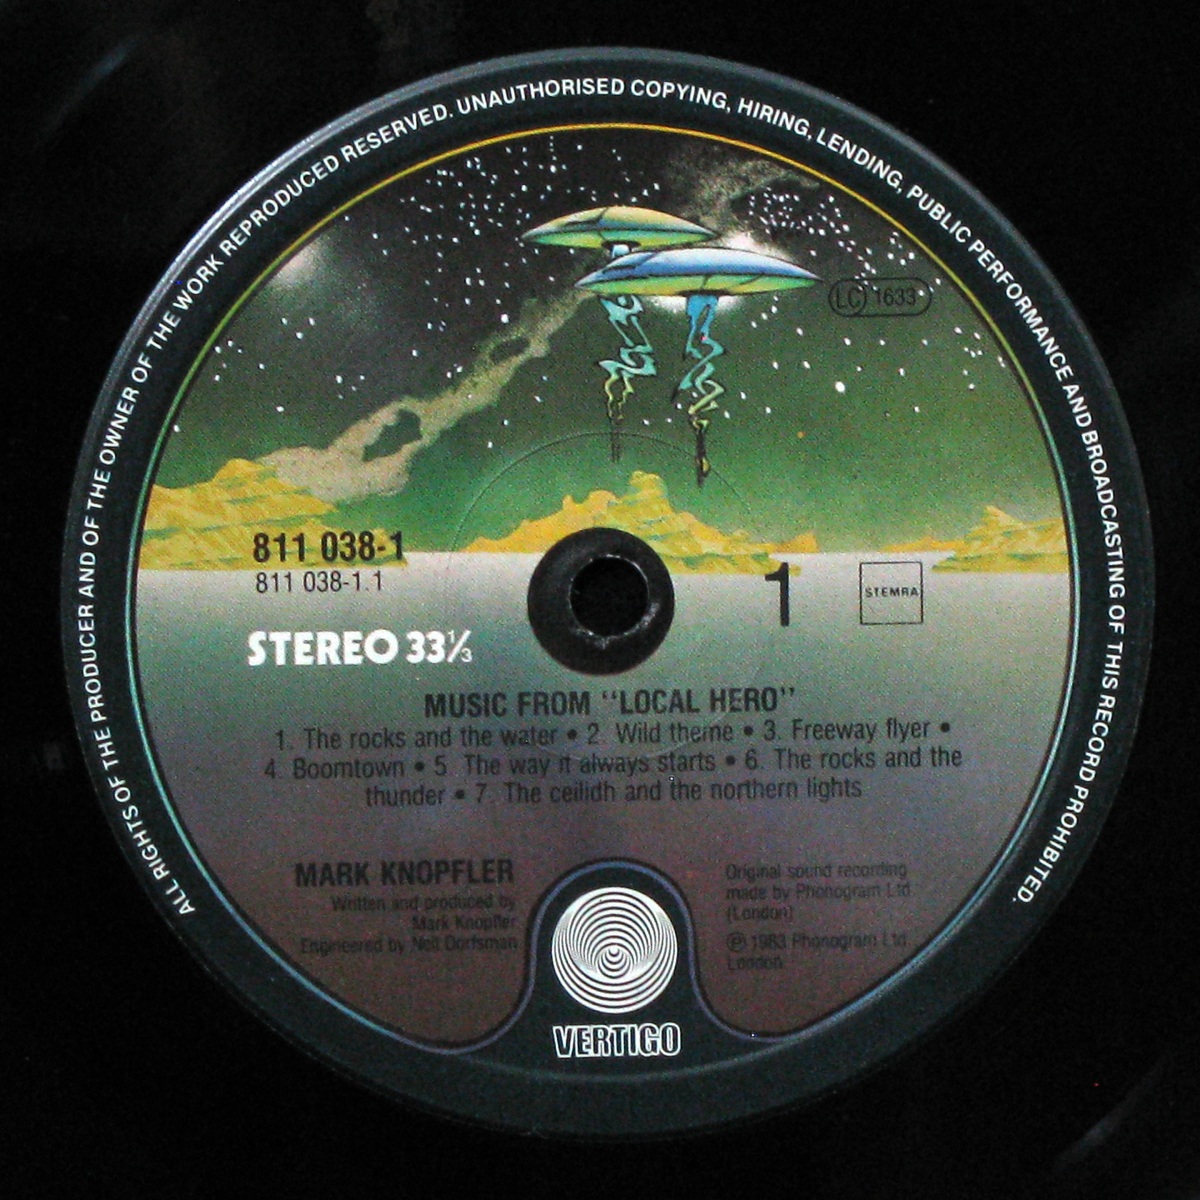 ALL RIGHTS OF THE PRODUCER AND OF THE OWNER OF THE WORK REPRODUCED RESERVED. UNAUTHORISED COPYING, HIRING, LENDING, PUBLIC PERFORMANCE AND BROADCASTING OF THIS RECORD PROHIBITED.
LC 1633
811 038-1
811 038-1.1
1
STEMRA
STEREO 33⅓
MUSIC FROM "LOCAL HERO"
1. The rocks and the water • 2. Wild theme • 3. Freeway flyer •
4. Boomtown • 5. The way it always starts • 6. The rocks and the
thunder • 7. The ceilidh and the northern lights
MARK KNOPFLER
Written and produced by
Mark Knopfler
Engineered by Neil Dorfsman
Original sound recording
made by Phonogram Ltd.
(London)
℗ 1983 Phonogram Ltd.
London
VERTIGO